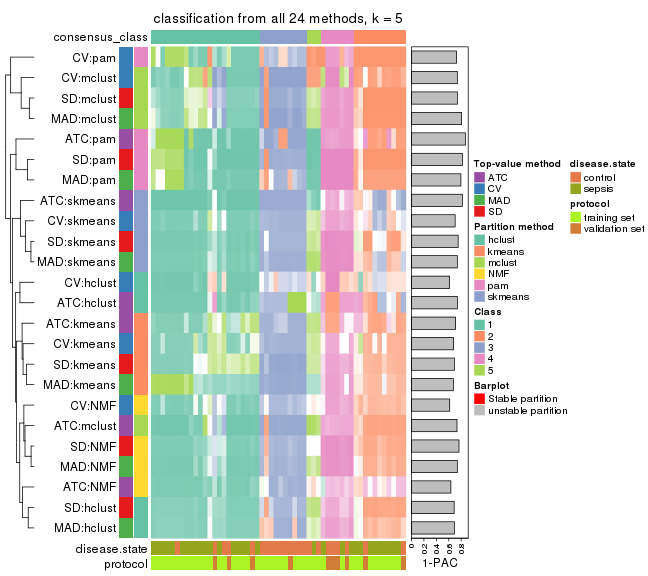 classification from all 24 methods, k = 5
consensus_class
CV:pam
CV:mclust
SD:mclust
MAD:mclust
ATC:pam
SD:pam
MAD:pam
ATC:skmeans
CV:skmeans
SD:skmeans
MAD:skmeans
CV:hclust
ATC:hclust
ATC:kmeans
CV:kmeans
SD:kmeans
MAD:kmeans
CV:NMF
ATC:mclust
SD:NMF
MAD:NMF
ATC:NMF
SD:hclust
MAD:hclust
disease.state
protocol
0 0.2 0.4 0.6 0.8
1-PAC
Top-value method
ATC
CV
MAD
SD
Partition method
hclust
kmeans
mclust
NMF
pam
skmeans
Class
1
2
3
4
5
Barplot
Stable partition
unstable partition
disease.state
control
sepsis
protocol
training set
validation set